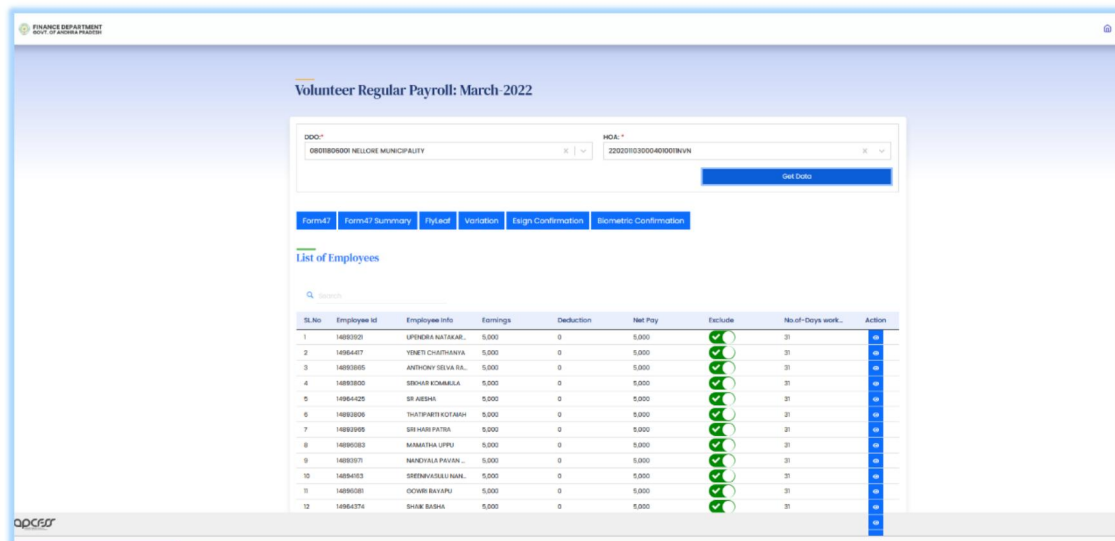 FINANCE DEPARTMENT
GOVT. OF ANDHRA PRADESH
Volunteer Regular Payroll: March-2022
DDO:* HOA: *
08011806001 NELLORE MUNICIPALITY 2202011030004010011NVN
Get Data
Form47 Form47 Summary FlyLeaf Variation Esign Confirmation Biometric Confirmation
List of Employees
Search
SL.No Employee Id Employee Info Earnings Deduction Net Pay Exclude No.of-Days work... Action
1 14893921 UPENDRA NATAKAR... 5,000 0 5,000 31
2 14964417 YENETI CHAITHANYA 5,000 0 5,000 31
3 14893865 ANTHONY SELVA RA... 5,000 0 5,000 31
4 14893800 SEKHAR KOMMULA 5,000 0 5,000 31
5 14964425 SR AIESHA 5,000 0 5,000 31
6 14893806 THATIPARTI KOTAIAH 5,000 0 5,000 31
7 14893965 SRI HARI PATRA 5,000 0 5,000 31
8 14896083 MAMATHA UPPU 5,000 0 5,000 31
9 14893971 NANDYALA PAVAN ... 5,000 0 5,000 31
10 14894163 SREENIVASULU NAN... 5,000 0 5,000 31
11 14896081 GOWRI RAYAPU 5,000 0 5,000 31
12 14964374 SHAIK BASHA 5,000 0 5,000 31
apcfss